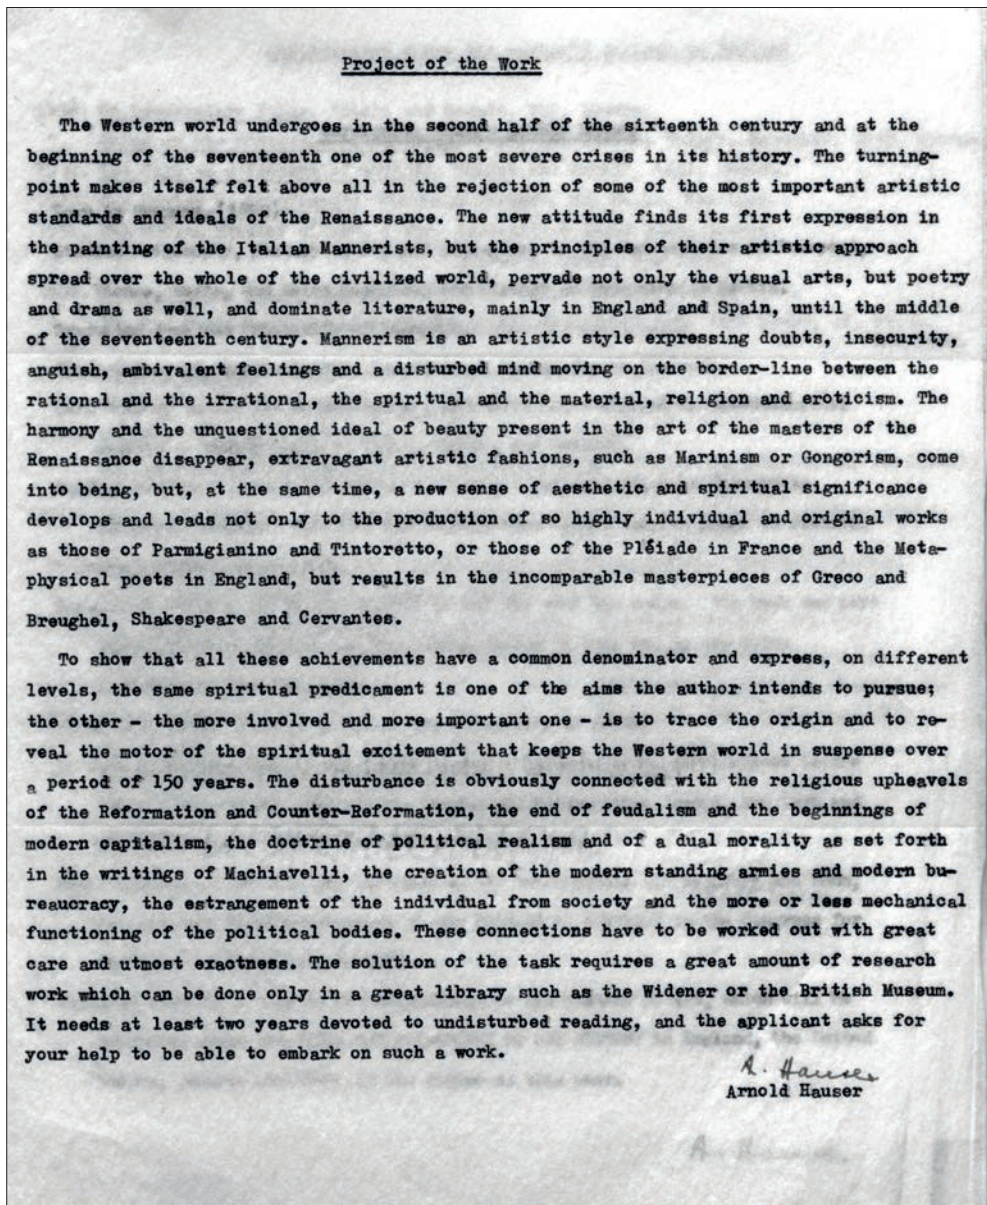 Project of the Work
The Western world undergoes in the second half of the sixteenth century and at the
beginning of the seventeenth one of the most severe crises in its history. The turning-
point makes itself felt above all in the rejection of some of the most important artistic
standards and ideals of the Renaissance. The new attitude finds its first expression in
the painting of the Italian Mannerists, but the principles of their artistic approach
spread over the whole of the civilized world, pervade not only the visual arts, but poetry
and drama as well, and dominate literature, mainly in England and Spain, until the middle
of the seventeenth century. Mannerism is an artistic style expressing doubts, insecurity,
anguish, ambivalent feelings and a disturbed mind moving on the border-line between the
rational and the irrational, the spiritual and the material, religion and eroticism. The
harmony and the unquestioned ideal of beauty present in the art of the masters of the
Renaissance disappear, extravagant artistic fashions, such as Marinism or Gongorism, come
into being, but, at the same time, a new sense of aesthetic and spiritual significance
develops and leads not only to the production of so highly individual and original works
as those of Parmigianino and Tintoretto, or those of the Pléiade in France and the Meta-
physical poets in England, but results in the incomparable masterpieces of Greco and
Breughel, Shakespeare and Cervantes.
To show that all these achievements have a common denominator and express, on different
levels, the same spiritual predicament is one of the aims the author intends to pursue;
the other - the more involved and more important one - is to trace the origin and to re-
veal the motor of the spiritual excitement that keeps the Western world in suspense over
a period of 150 years. The disturbance is obviously connected with the religious upheavels
of the Reformation and Counter-Reformation, the end of feudalism and the beginnings of
modern capitalism, the doctrine of political realism and of a dual morality as set forth
in the writings of Machiavelli, the creation of the modern standing armies and modern bu-
reaucracy, the estrangement of the individual from society and the more or less mechanical
functioning of the political bodies. These connections have to be worked out with great
care and utmost exactness. The solution of the task requires a great amount of research
work which can be done only in a great library such as the Widener or the British Museum.
It needs at least two years devoted to undisturbed reading, and the applicant asks for
your help to be able to embark on such a work.
A. Hauser
Arnold Hauser